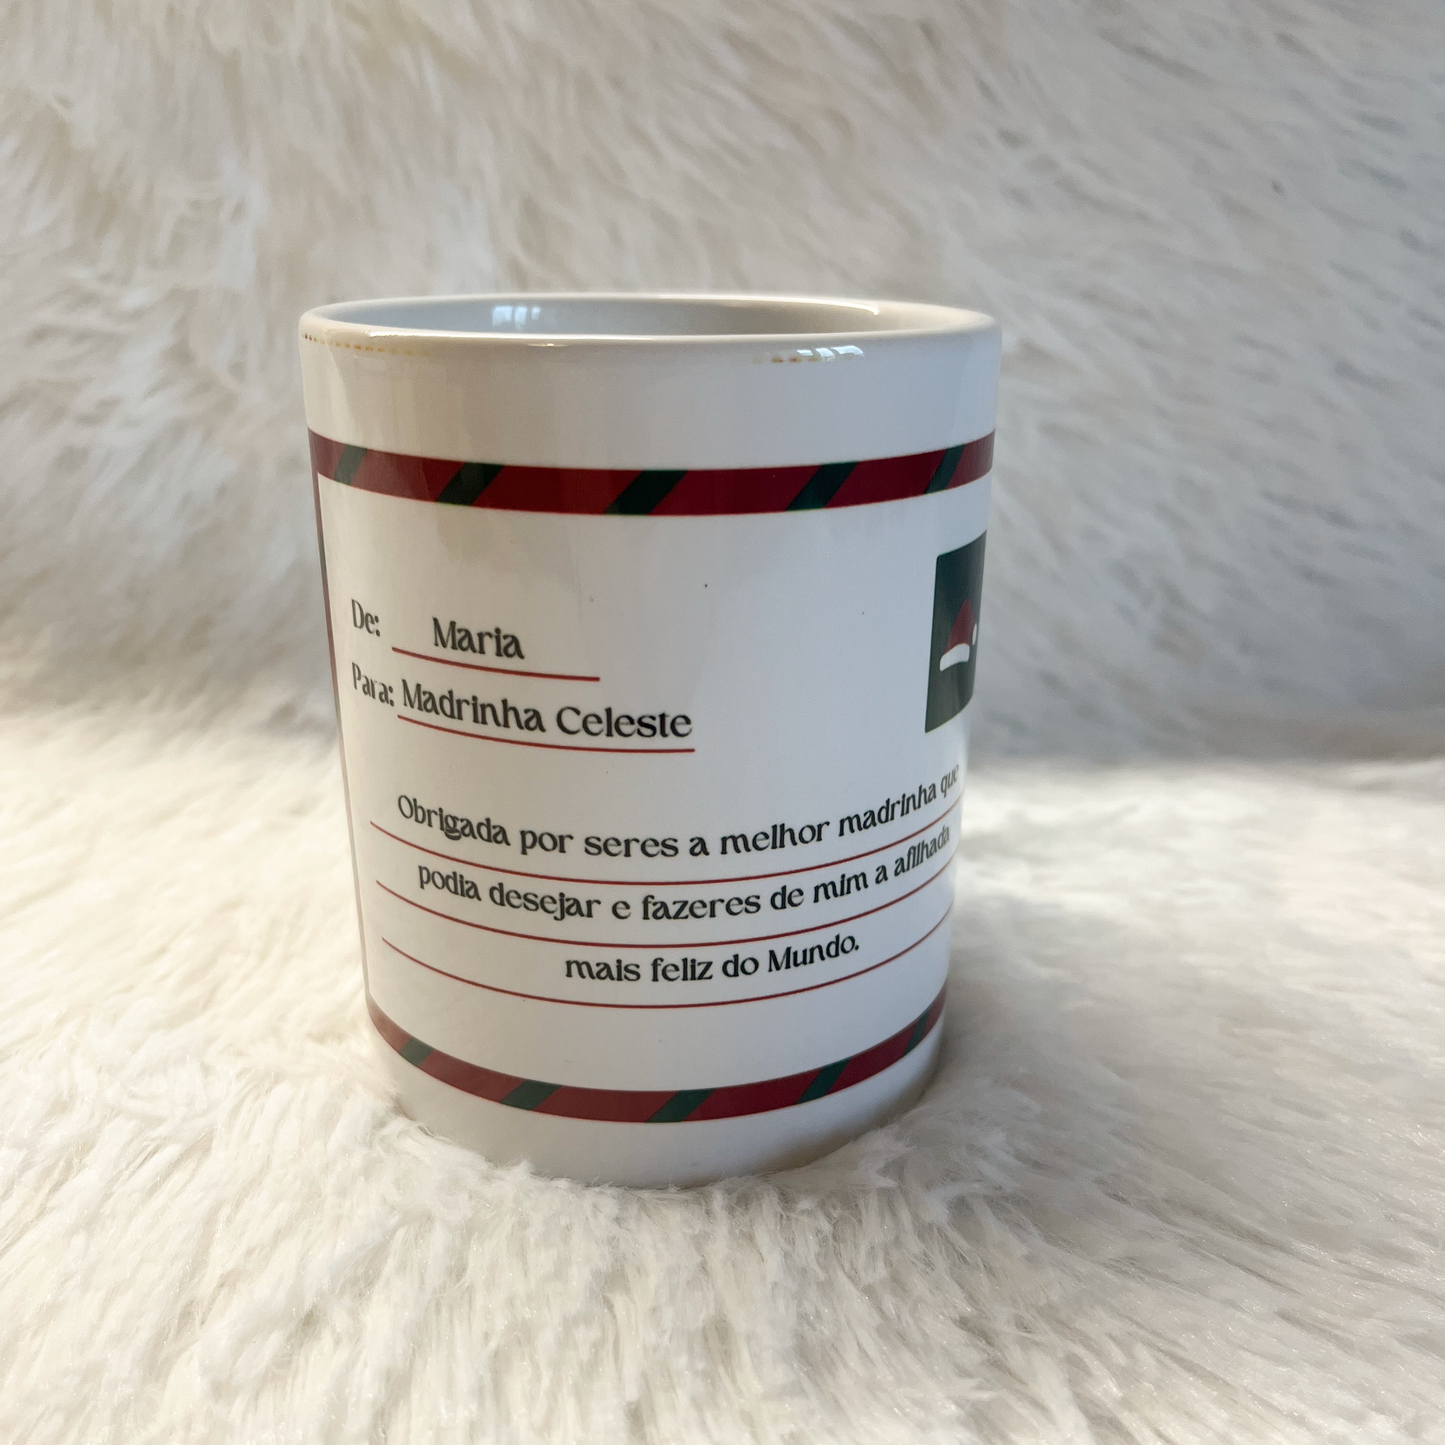 De: Maria
Para: Madrinha Celeste
Obrigada por seres a melhor madrinha que
podia desejar e fazeres de mim a afilhada
mais feliz do Mundo.